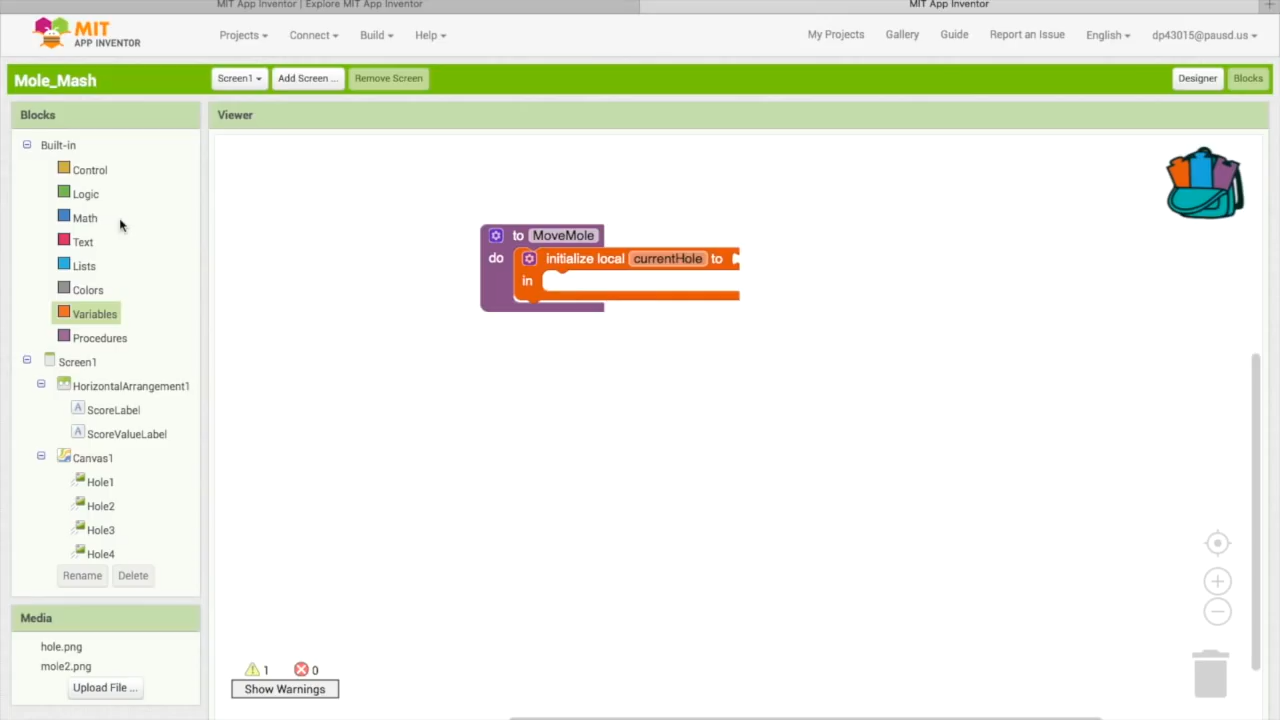 MIT App Inventor | Explore MIT App Inventor
MIT App Inventor
MIT
APP INVENTOR
Projects
Connect
Build
Help
My Projects
Gallery
Guide
Report an Issue
English
dp43015@pausd.us
Mole_Mash
Screen1
Add Screen ...
Remove Screen
Designer
Blocks
Blocks
Viewer
Built-in
Control
Logic
Math
Text
Lists
Colors
Variables
Procedures
Screen1
HorizontalArrangement1
A ScoreLabel
A ScoreValueLabel
Canvas1
Hole1
Hole2
Hole3
Hole4
Rename
Delete
to MoveMole
do initialize local currentHole to
in
Media
hole.png
mole2.png
Upload File ...
1
0
Show Warnings